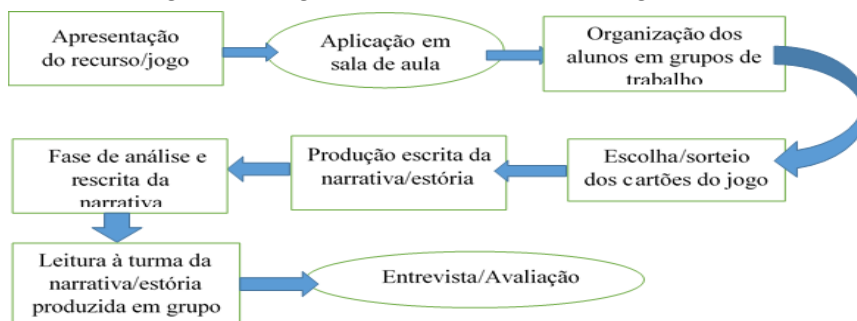 Apresentação
do recurso/jogo
Aplicação em
sala de aula
Organização dos
alunos em grupos de
trabalho
Escolha/sorteio
dos cartões do jogo
Produção escrita da
narrativa/estória
Fase de análise e
rescrita da
narrativa
Leitura à turma da
narrativa/estória
produzida em grupo
Entrevista/Avaliação